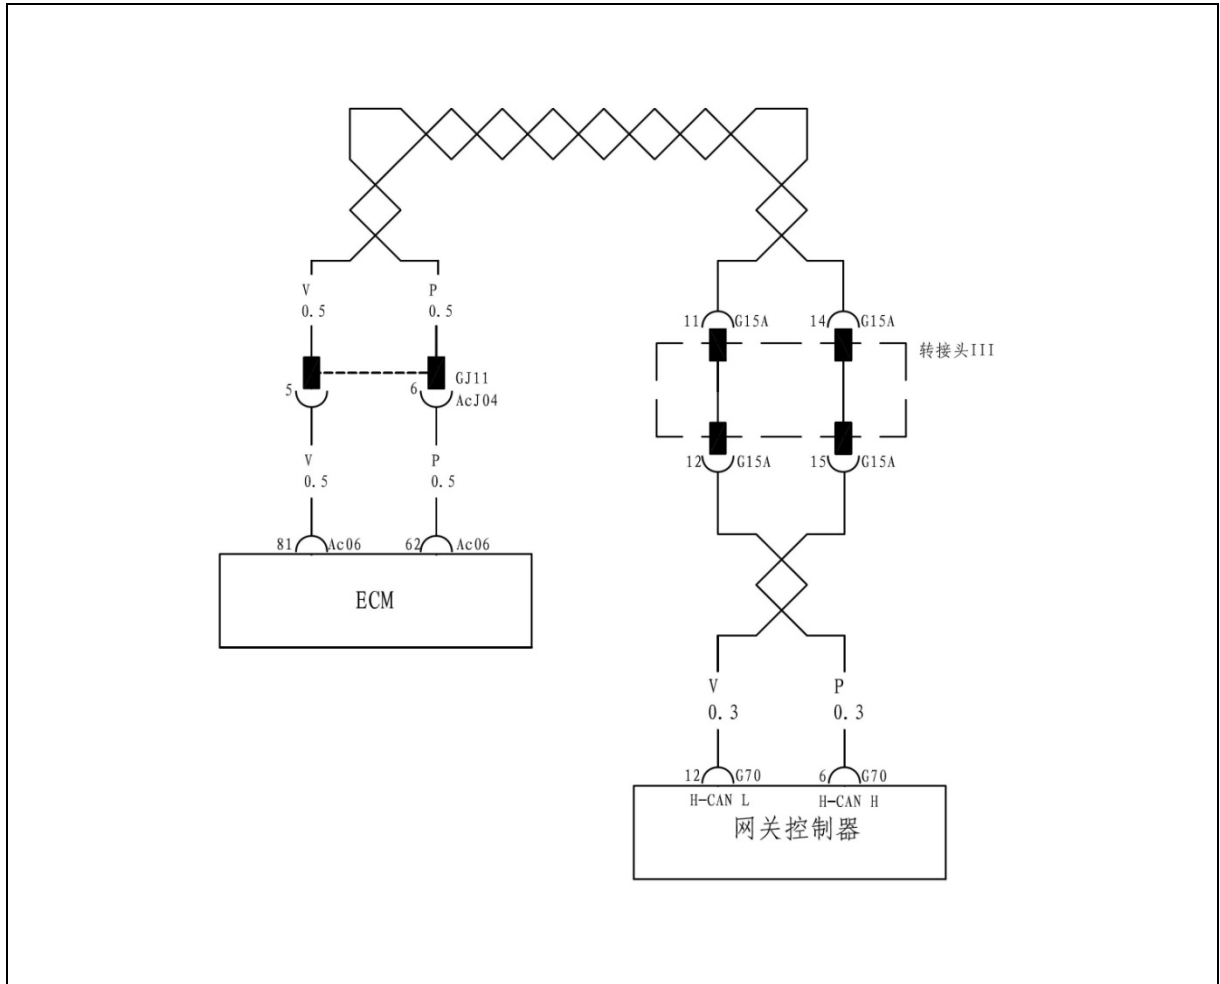 V P
0.5 0.5
11 G15A 14 G15A
转接头III
5 6 GJ11
AcJ04
V P
0.5 0.5
12 G15A 15 G15A
81 Ac06 62 Ac06
ECM
V P
0.3 0.3
12 G70 6 G70
H-CAN L H-CAN H
网关控制器